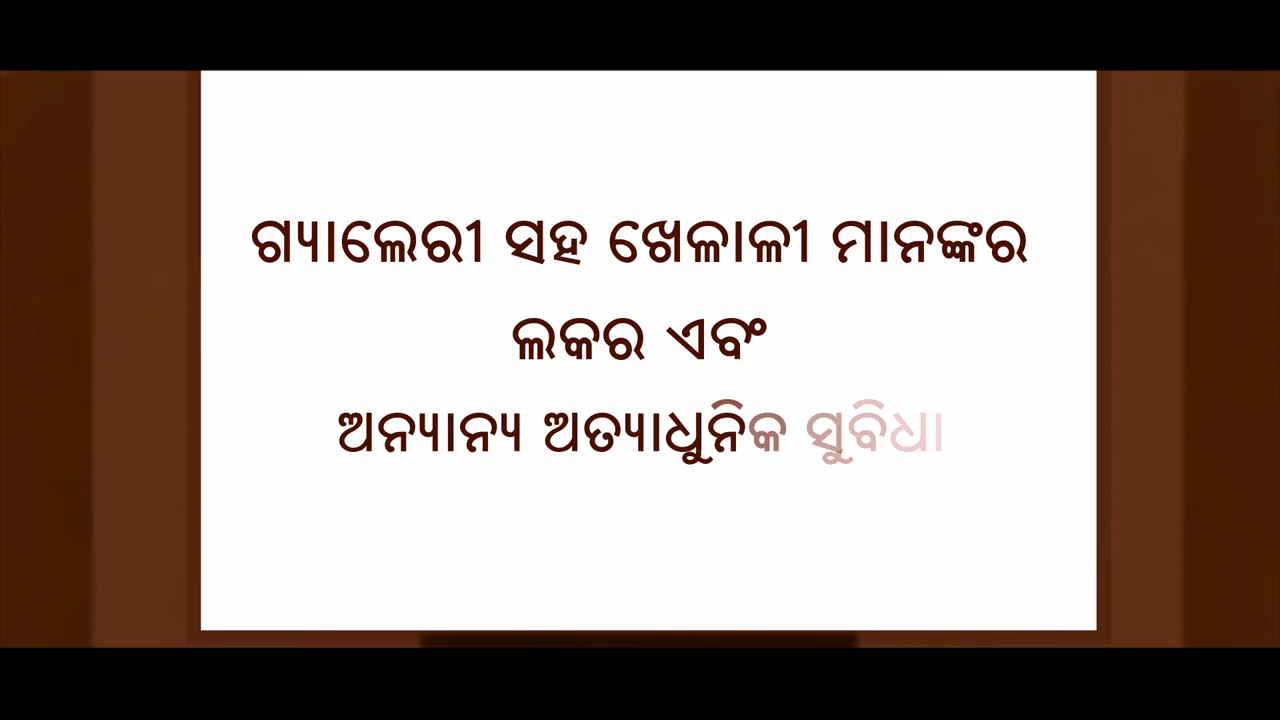 ଗ୍ୟାଲେରୀ ସହ ଖେଳାଳୀ ମାନଙ୍କର
ଲକର ଏବଂ
ଅନ୍ୟାନ୍ୟ ଅତ୍ୟାଧୁନିକ ସୁବିଧା